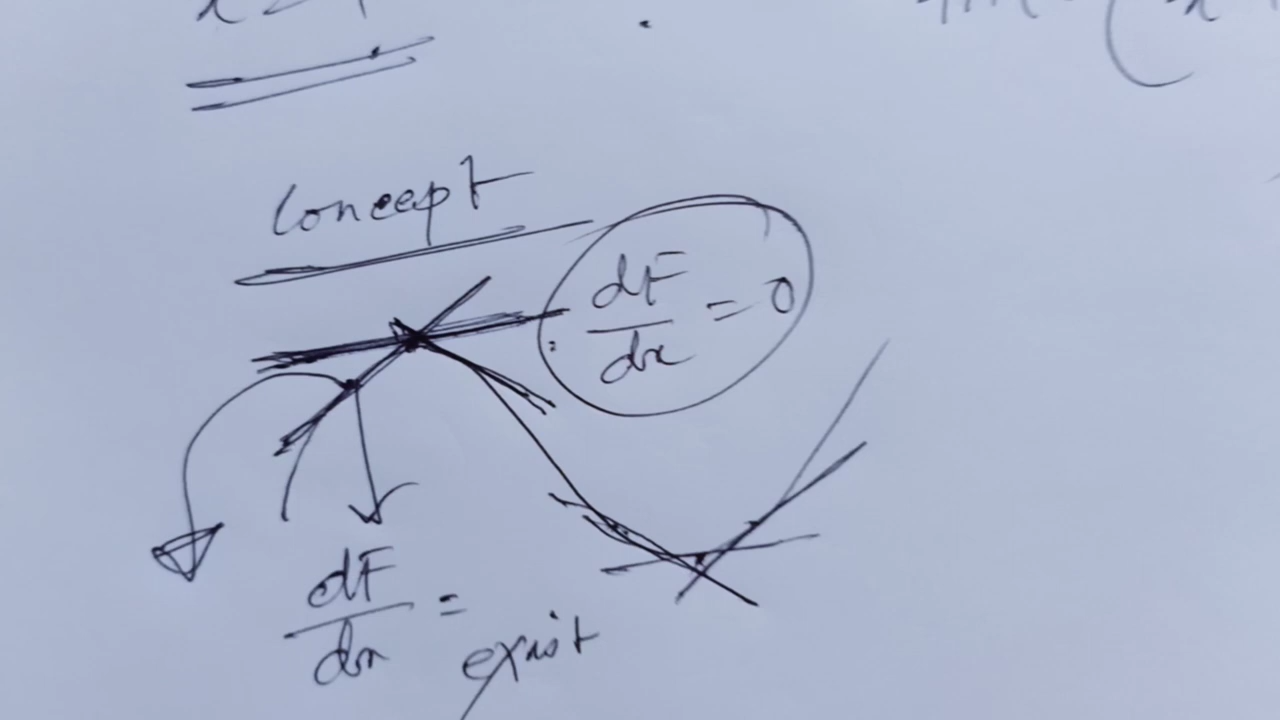 Concept
dF/dx = 0
dF/dx = exist